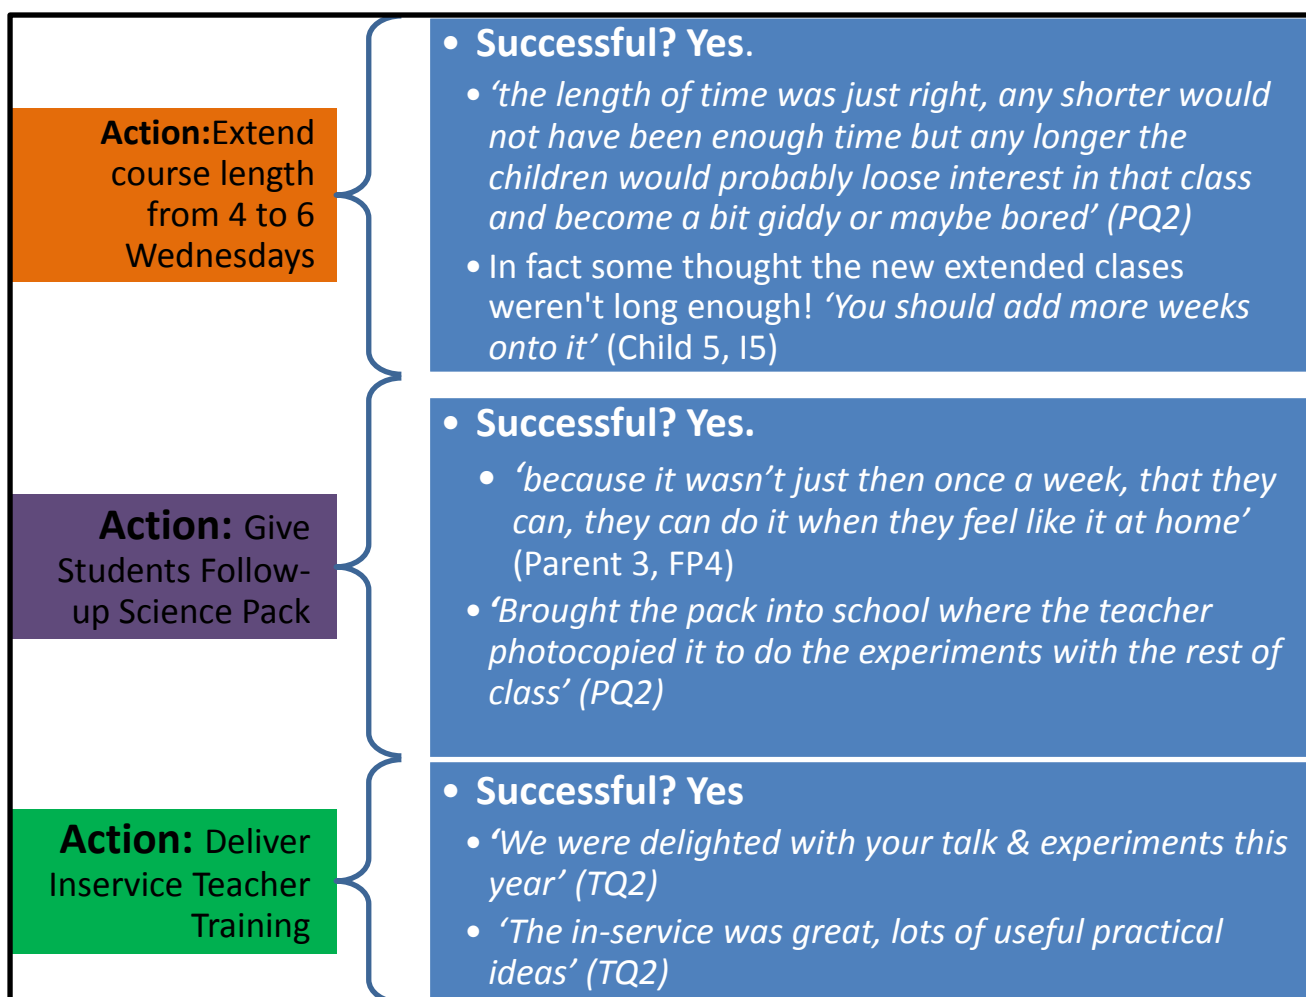 Action:Extend
course length
from 4 to 6
Wednesdays
• Successful? Yes.
• ‘the length of time was just right, any shorter would
not have been enough time but any longer the
children would probably loose interest in that class
and become a bit giddy or maybe bored’ (PQ2)
• In fact some thought the new extended clases
weren't long enough! ‘You should add more weeks
onto it’ (Child 5, I5)
Action: Give
Students Follow-
up Science Pack
• Successful? Yes.
• ‘because it wasn’t just then once a week, that they
can, they can do it when they feel like it at home’
(Parent 3, FP4)
• ‘Brought the pack into school where the teacher
photocopied it to do the experiments with the rest of
class’ (PQ2)
Action: Deliver
Inservice Teacher
Training
• Successful? Yes
• ‘We were delighted with your talk & experiments this
year’ (TQ2)
• ‘The in-service was great, lots of useful practical
ideas’ (TQ2)